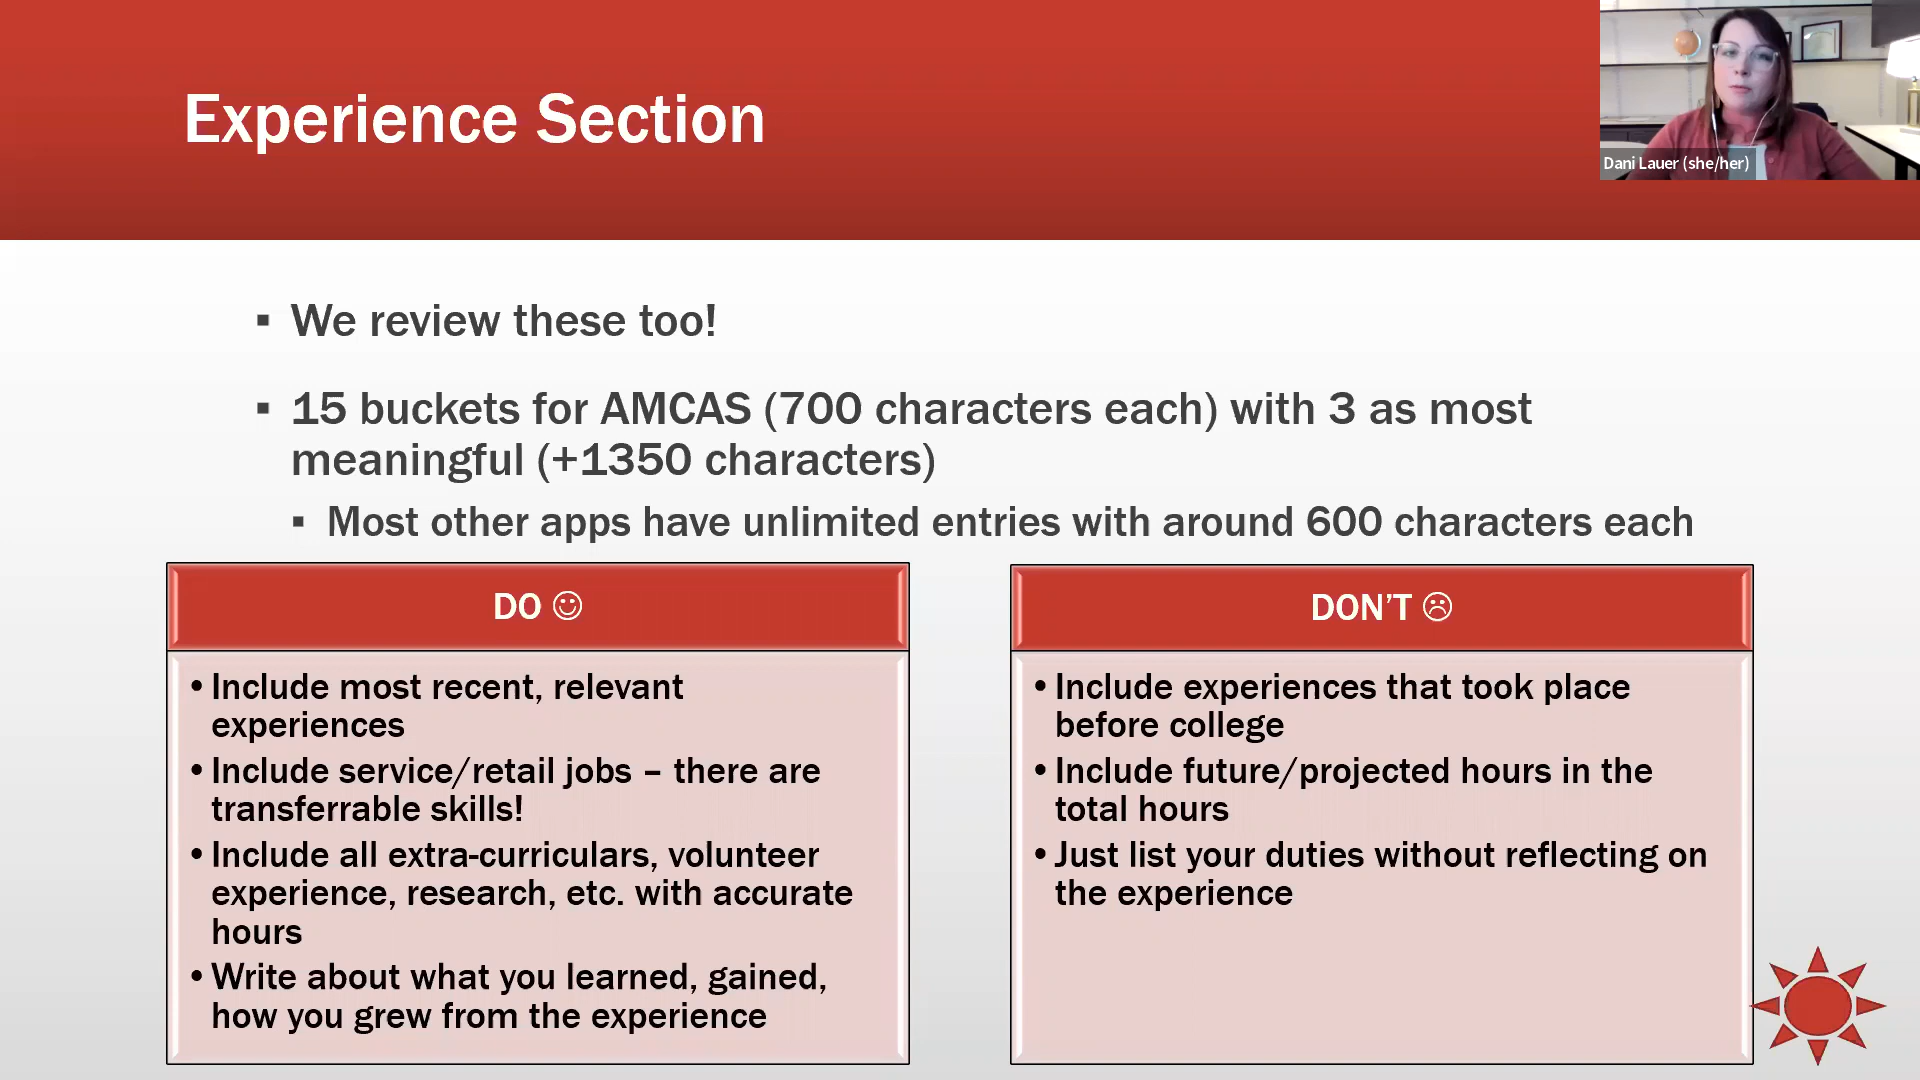 Experience Section
Dani Lauer (she/her)
▪ We review these too!
▪ 15 buckets for AMCAS (700 characters each) with 3 as most
meaningful (+1350 characters)
▪ Most other apps have unlimited entries with around 600 characters each
DO ☺
• Include most recent, relevant
experiences
• Include service/retail jobs – there are
transferrable skills!
• Include all extra-curriculars, volunteer
experience, research, etc. with accurate
hours
• Write about what you learned, gained,
how you grew from the experience
DON’T ☹
• Include experiences that took place
before college
• Include future/projected hours in the
total hours
• Just list your duties without reflecting on
the experience